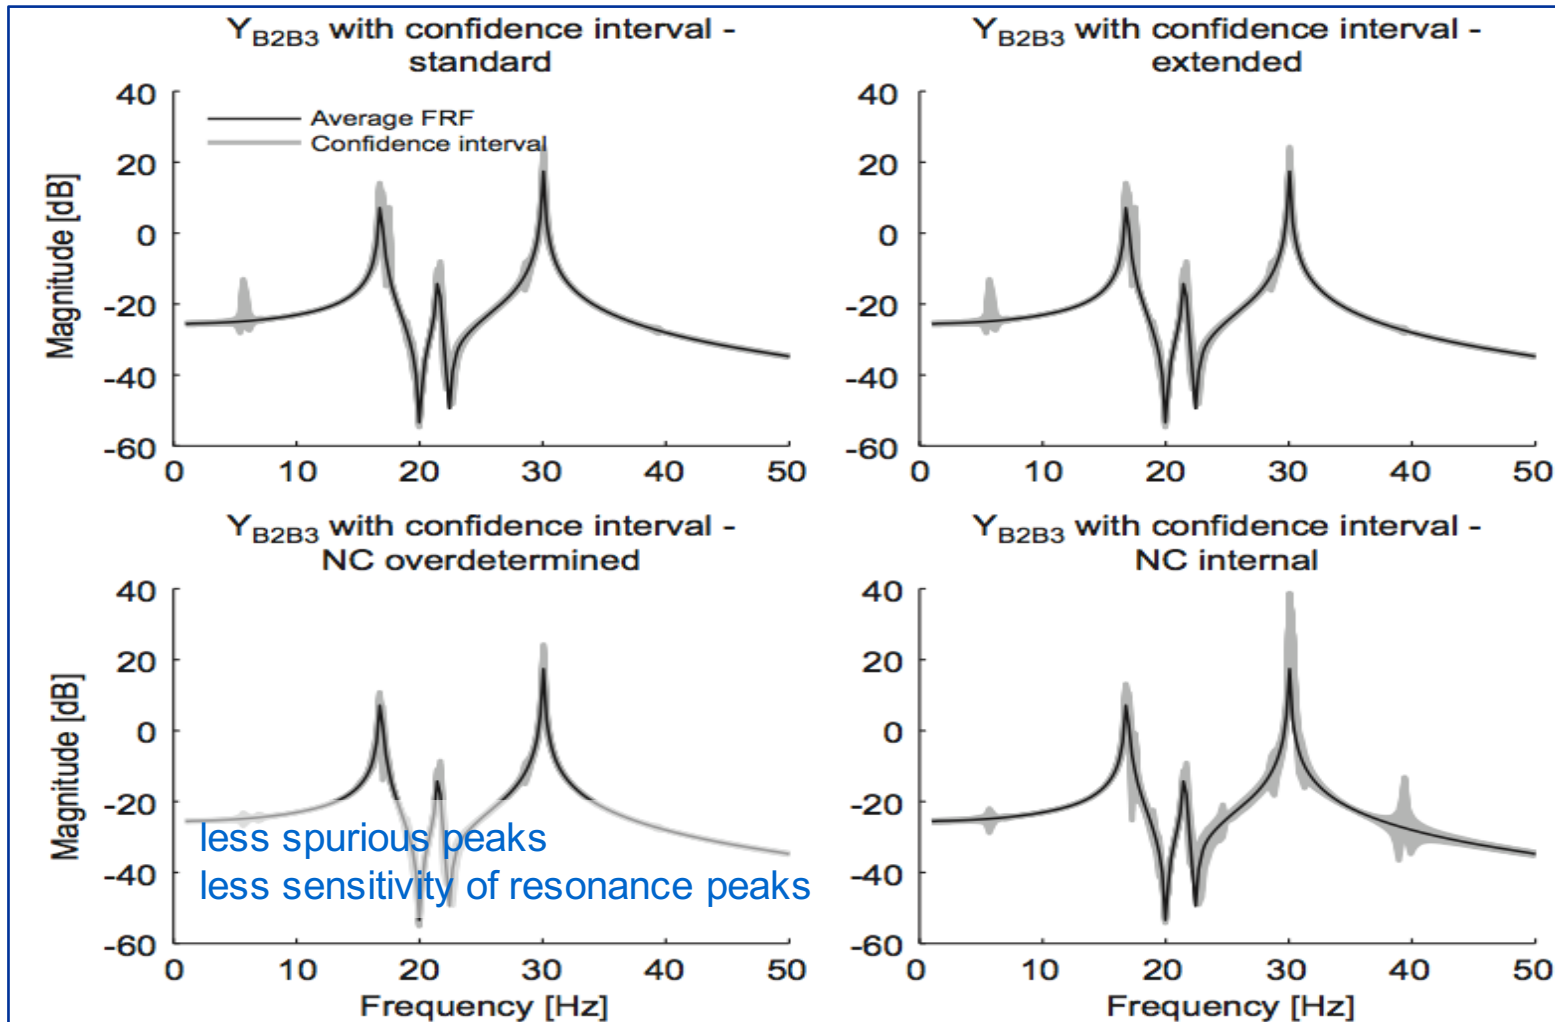 Y_B2B3 with confidence interval -
standard
Y_B2B3 with confidence interval -
extended
40
20
0
-20
-40
-60
Magnitude [dB]
Average FRF
Confidence interval
0 10 20 30 40 50
40
20
0
-20
-40
-60
0 10 20 30 40 50
Y_B2B3 with confidence interval -
NC overdetermined
Y_B2B3 with confidence interval -
NC internal
40
20
0
-20
-40
-60
Magnitude [dB]
less spurious peaks
less sensitivity of resonance peaks
0 10 20 30 40 50
Frequency [Hz]
40
20
0
-20
-40
-60
0 10 20 30 40 50
Frequency [Hz]